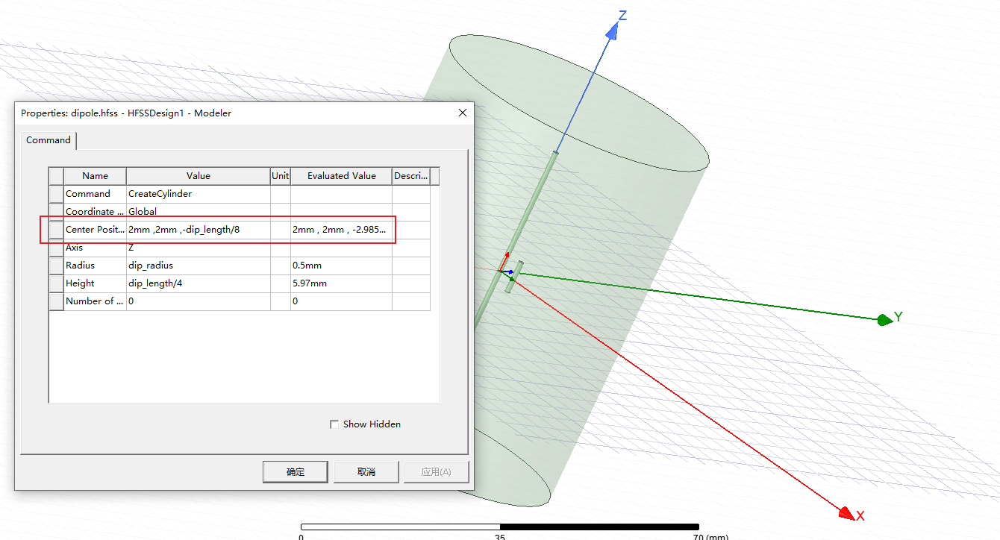 Z
Properties: dipole.hfss - HFSSDesign1 - Modeler
Command
Name Value Unit Evaluated Value Descri...
Command CreateCylinder
Coordinate ... Global
Center Posit... 2mm ,2mm ,-dip_length/8 2mm , 2mm , -2.985...
Axis Z
Radius dip_radius 0.5mm
Height dip_length/4 5.97mm
Number of ... 0 0
Y
Show Hidden
确定 取消 应用(A)
X
0 35 70 (mm)